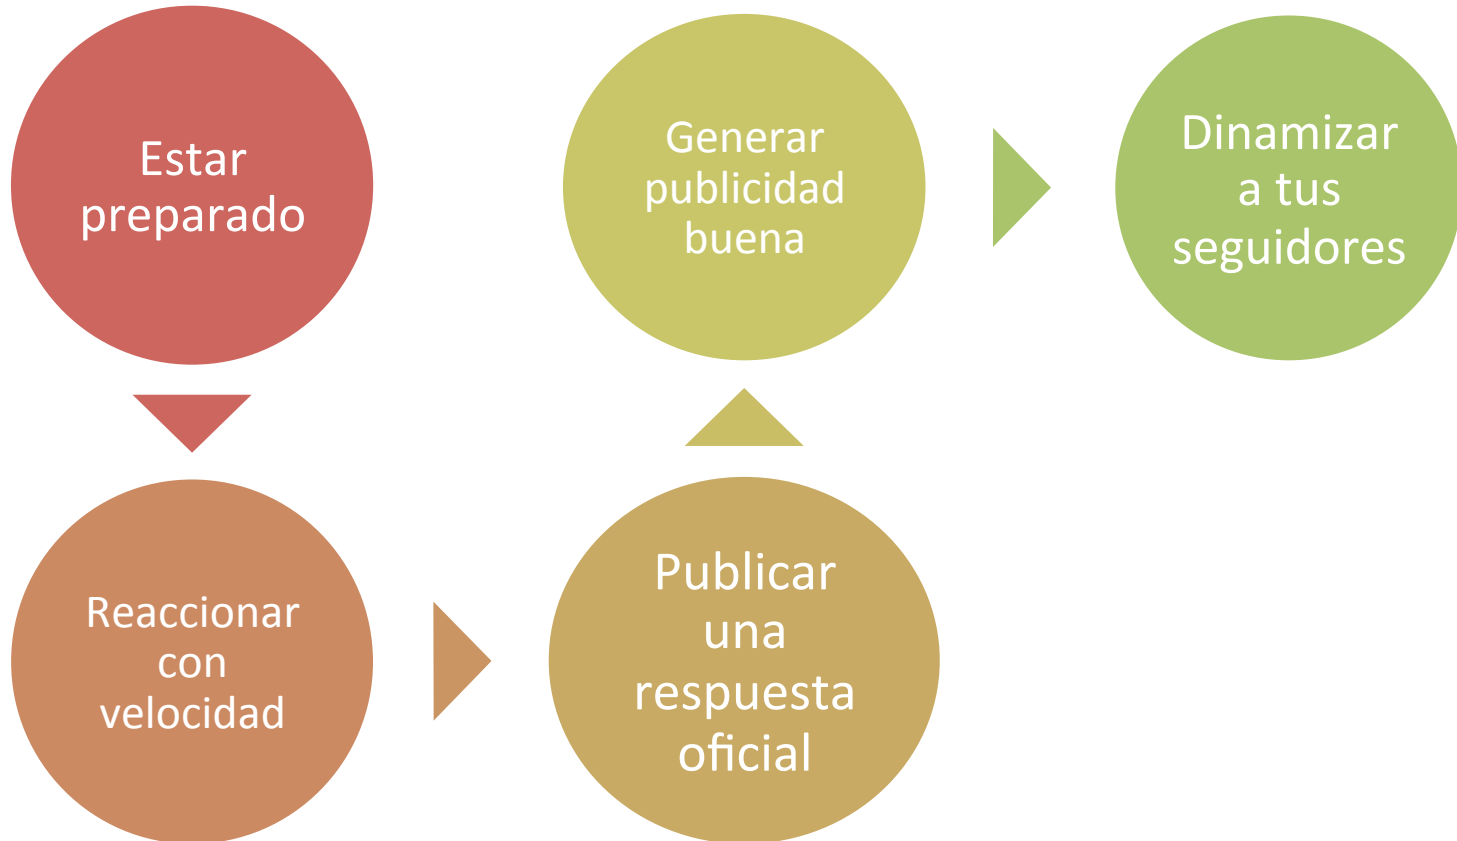 Estar
preparado
Reaccionar
con
velocidad
Publicar
una
respuesta
oficial
Generar
publicidad
buena
Dinamizar
a tus
seguidores